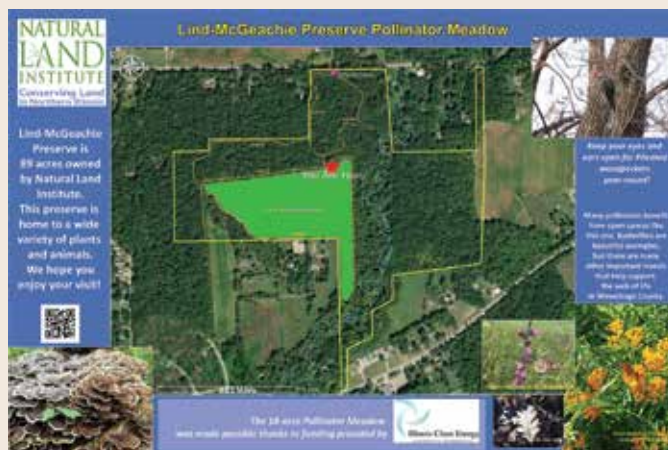 Lind-McGeachie Preserve Pollinator Meadow
NATURAL
LAND
INSTITUTE
Conserving Land
in Northern Illinois
Lind-McGeachie
Preserve is
89 acres owned
by Natural Land
Institute.
This preserve is
home to a wide
variety of plants
and animals.
We hope you
enjoy your visit!
Keep your eyes and
ears open for Pileated
woodpeckers
year-round!
Many pollinators benefit
from open spaces like
this one. Butterflies are
beautiful examples,
but there are many
other important insects
that help support
the web of life
in Winnebago County.
You Are Here
The 18-acre Pollinator Meadow
was made possible thanks to funding provided by
Illinois Clean Energy